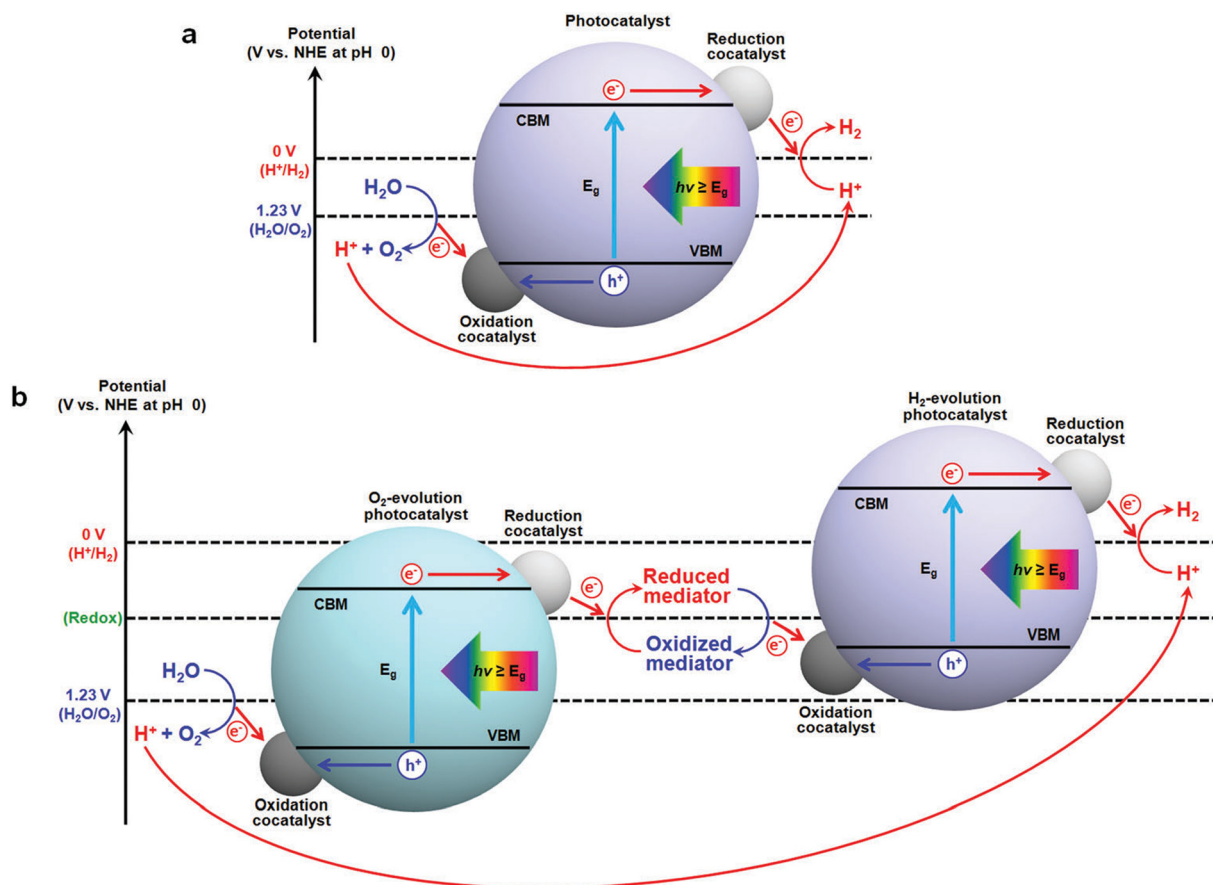 a
Potential
(V vs. NHE at pH 0)
Photocatalyst
Reduction
cocatalyst
e⁻
CBM
e⁻
H₂
0 V
(H⁺/H₂)
H₂O
E_g
hν ≥ E_g
H⁺
1.23 V
(H₂O/O₂)
H⁺ + O₂
e⁻
VBM
h⁺
Oxidation
cocatalyst
b
Potential
(V vs. NHE at pH 0)
H₂-evolution
photocatalyst
Reduction
cocatalyst
e⁻
CBM
e⁻
H₂
O₂-evolution
photocatalyst
Reduction
cocatalyst
0 V
(H⁺/H₂)
e⁻
CBM
e⁻
Reduced
mediator
E_g
hν ≥ E_g
H⁺
(Redox)
Oxidized
mediator
e⁻
VBM
h⁺
H₂O
E_g
hν ≥ E_g
1.23 V
(H₂O/O₂)
Oxidation
cocatalyst
H⁺ + O₂
e⁻
VBM
h⁺
Oxidation
cocatalyst